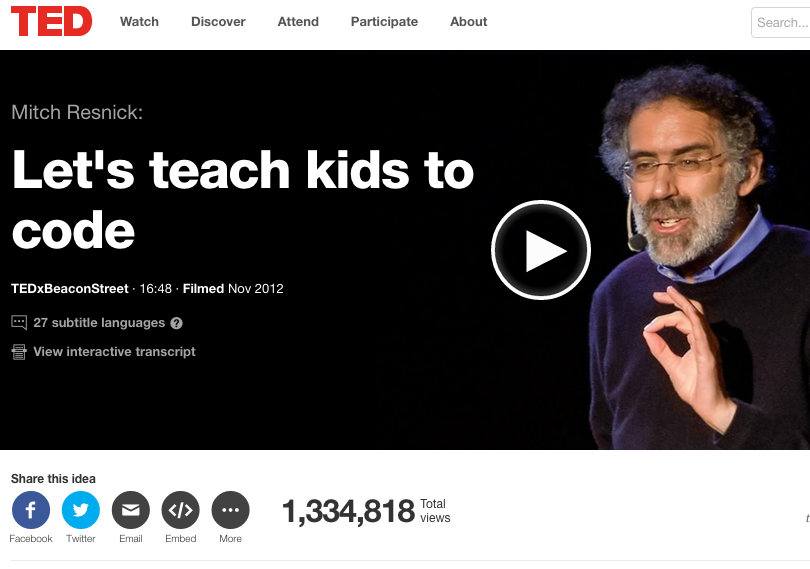 TED Watch Discover Attend Participate About Search...
Mitch Resnick:
Let's teach kids to
code
TEDxBeaconStreet · 16:48 · Filmed Nov 2012
27 subtitle languages ?
View interactive transcript
Share this idea
1,334,818 Total views
Facebook Twitter Email Embed More